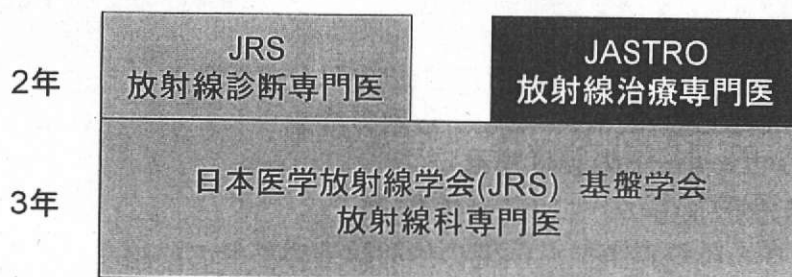 2年
JRS
放射線診断専門医
JASTRO
放射線治療専門医
3年
日本医学放射線学会(JRS) 基盤学会
放射線科専門医